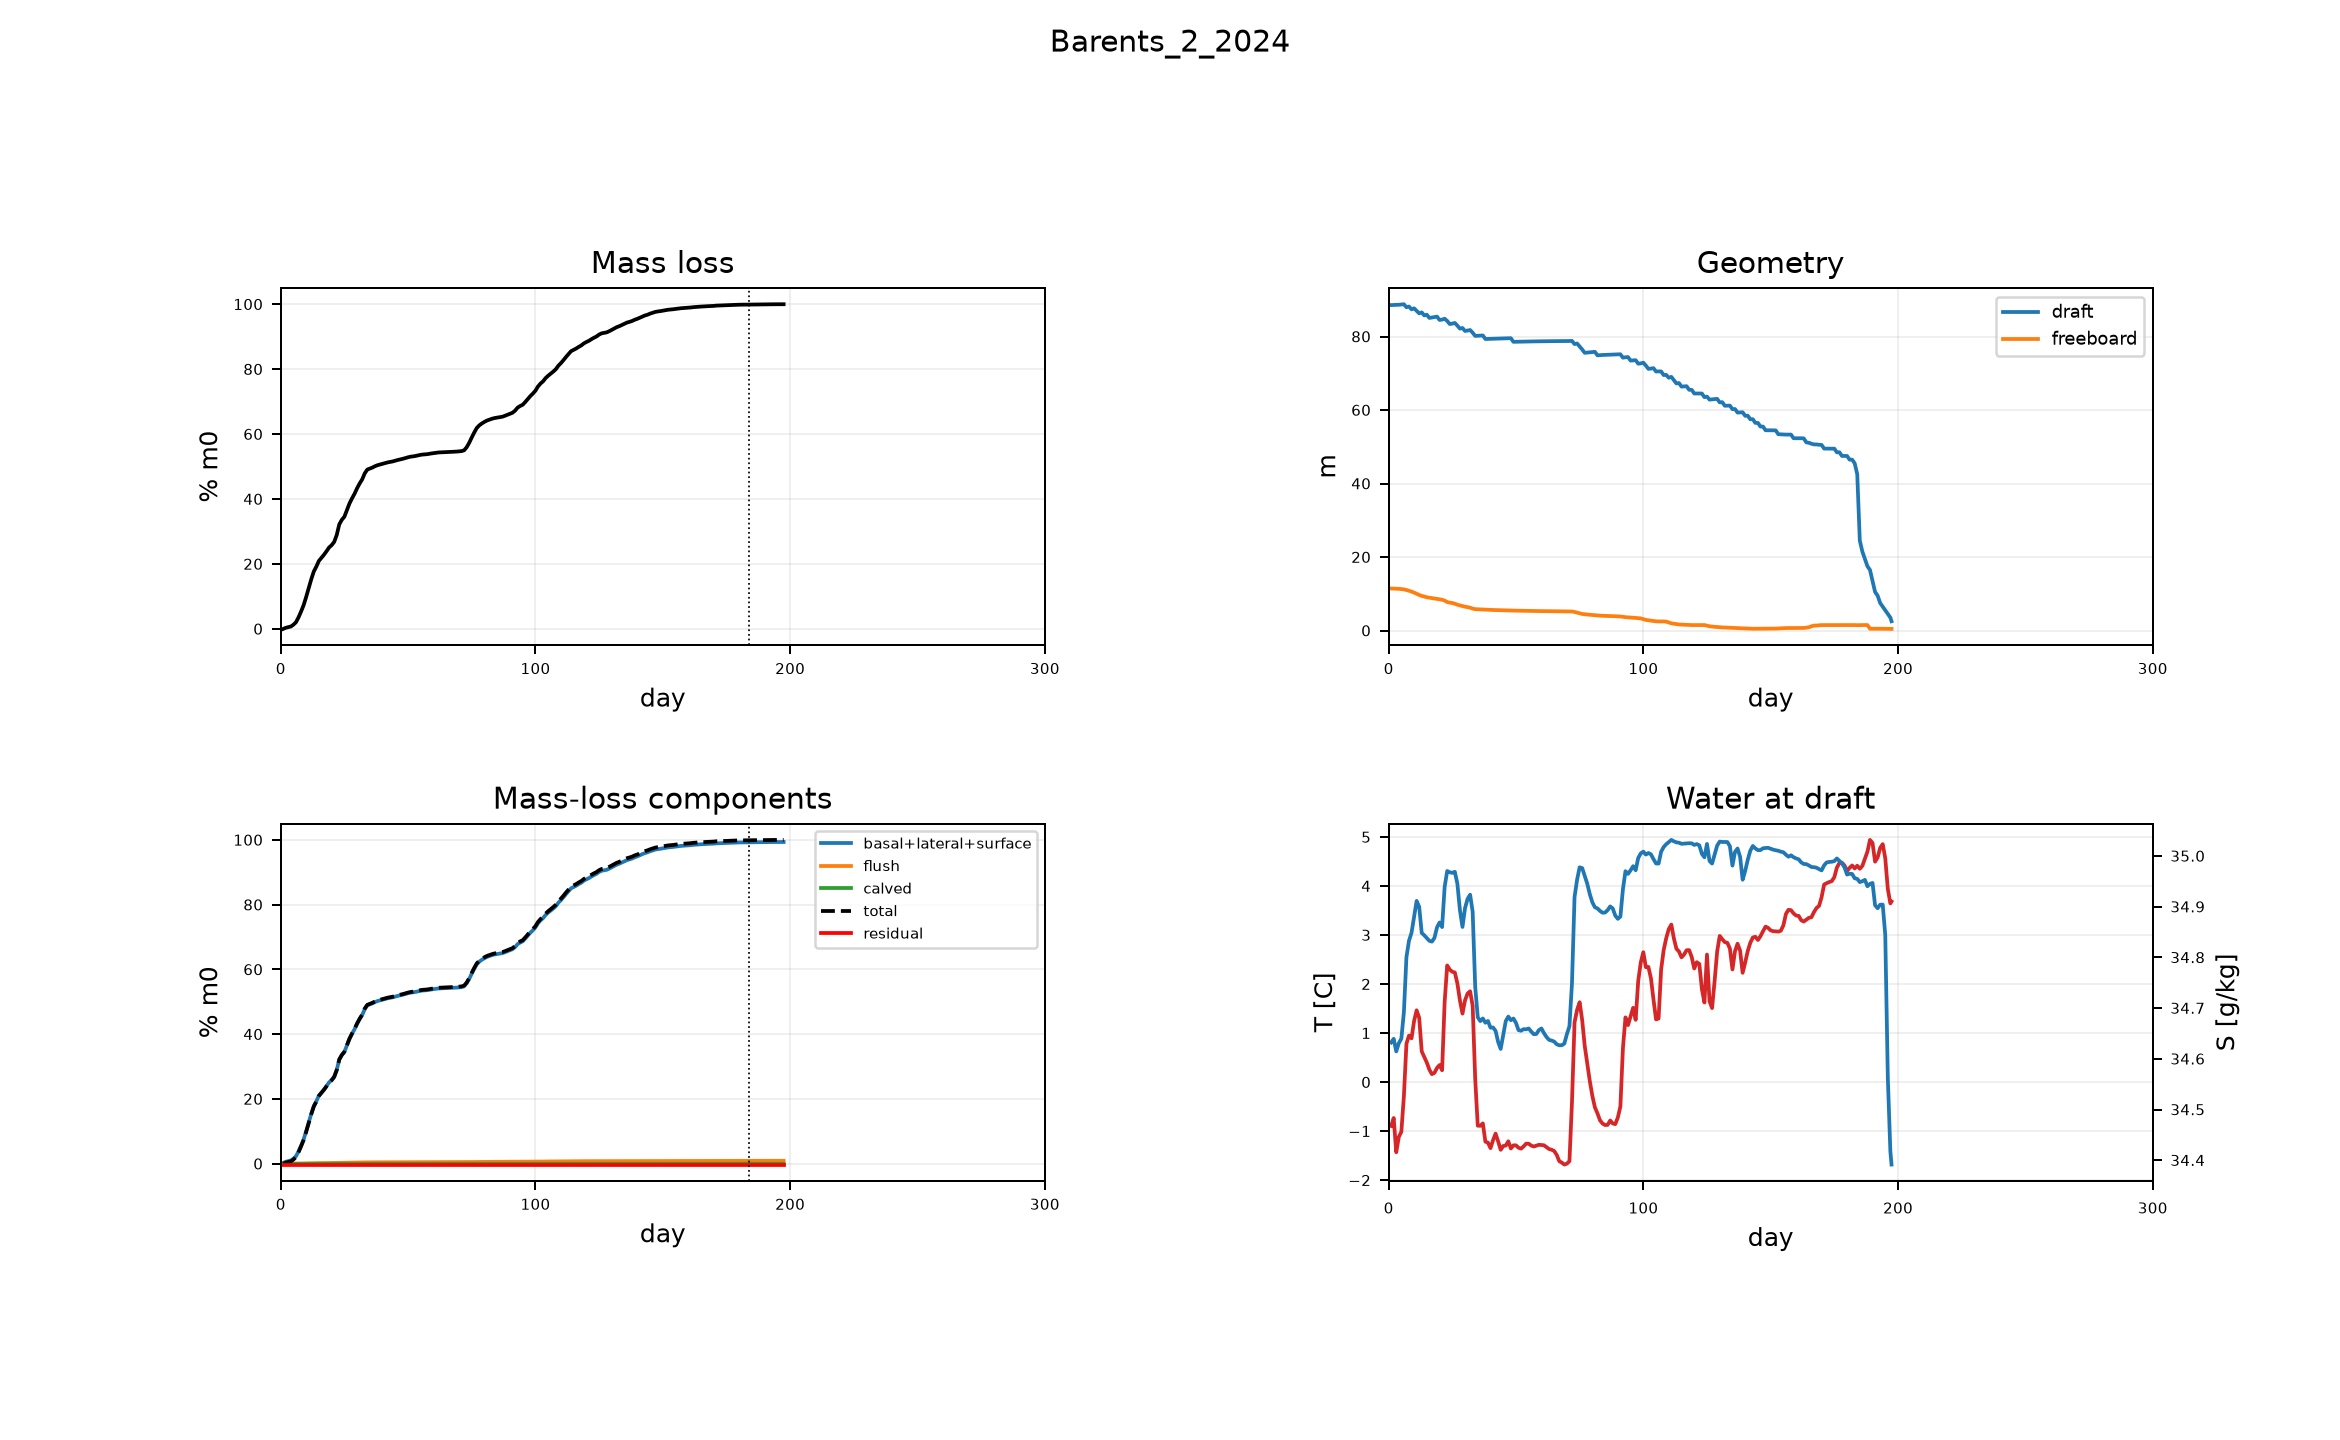 Barents_2_2024
Mass loss
% m0
100
80
60
40
20
0
0
100
200
300
day
Geometry
m
80
60
40
20
0
draft
freeboard
0
100
200
300
day
Mass-loss components
% m0
100
80
60
40
20
0
basal+lateral+surface
flush
calved
total
residual
0
100
200
300
day
Water at draft
T [C]
5
4
3
2
1
0
−1
−2
35.0
34.9
34.8
34.7
34.6
34.5
34.4
S [g/kg]
0
100
200
300
day